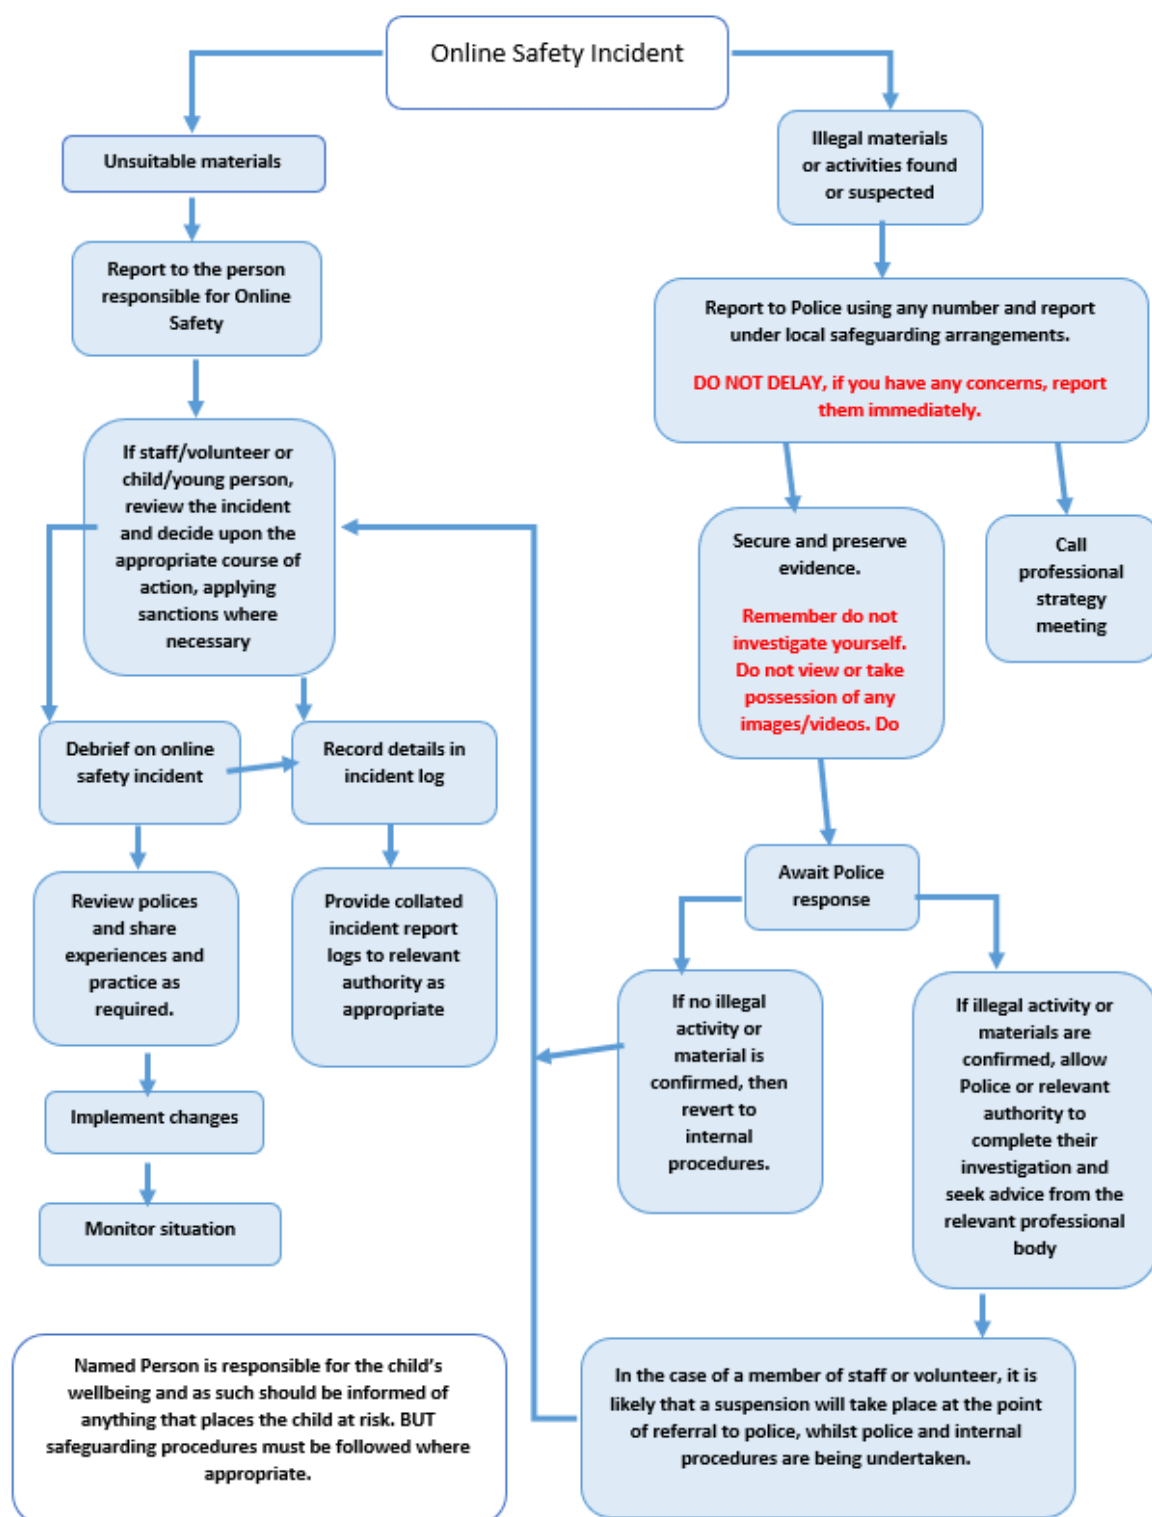 Online Safety Incident
Unsuitable materials
Report to the person
responsible for Online
Safety
If staff/volunteer or
child/young person,
review the incident
and decide upon the
appropriate course of
action, applying
sanctions where
necessary
Debrief on online
safety incident
Record details in
incident log
Review polices
and share
experiences and
practice as
required.
Provide collated
incident report
logs to relevant
authority as
appropriate
Implement changes
Monitor situation
Illegal materials
or activities found
or suspected
Report to Police using any number and report
under local safeguarding arrangements.
DO NOT DELAY, if you have any concerns, report
them immediately.
Secure and preserve
evidence.
Remember do not
investigate yourself.
Do not view or take
possession of any
images/videos. Do
Call
professional
strategy
meeting
Await Police
response
If no illegal
activity or
material is
confirmed, then
revert to
internal
procedures.
If illegal activity or
materials are
confirmed, allow
Police or relevant
authority to
complete their
investigation and
seek advice from the
relevant professional
body
In the case of a member of staff or volunteer, it is
likely that a suspension will take place at the point
of referral to police, whilst police and internal
procedures are being undertaken.
Named Person is responsible for the child’s
wellbeing and as such should be informed of
anything that places the child at risk. BUT
safeguarding procedures must be followed where
appropriate.